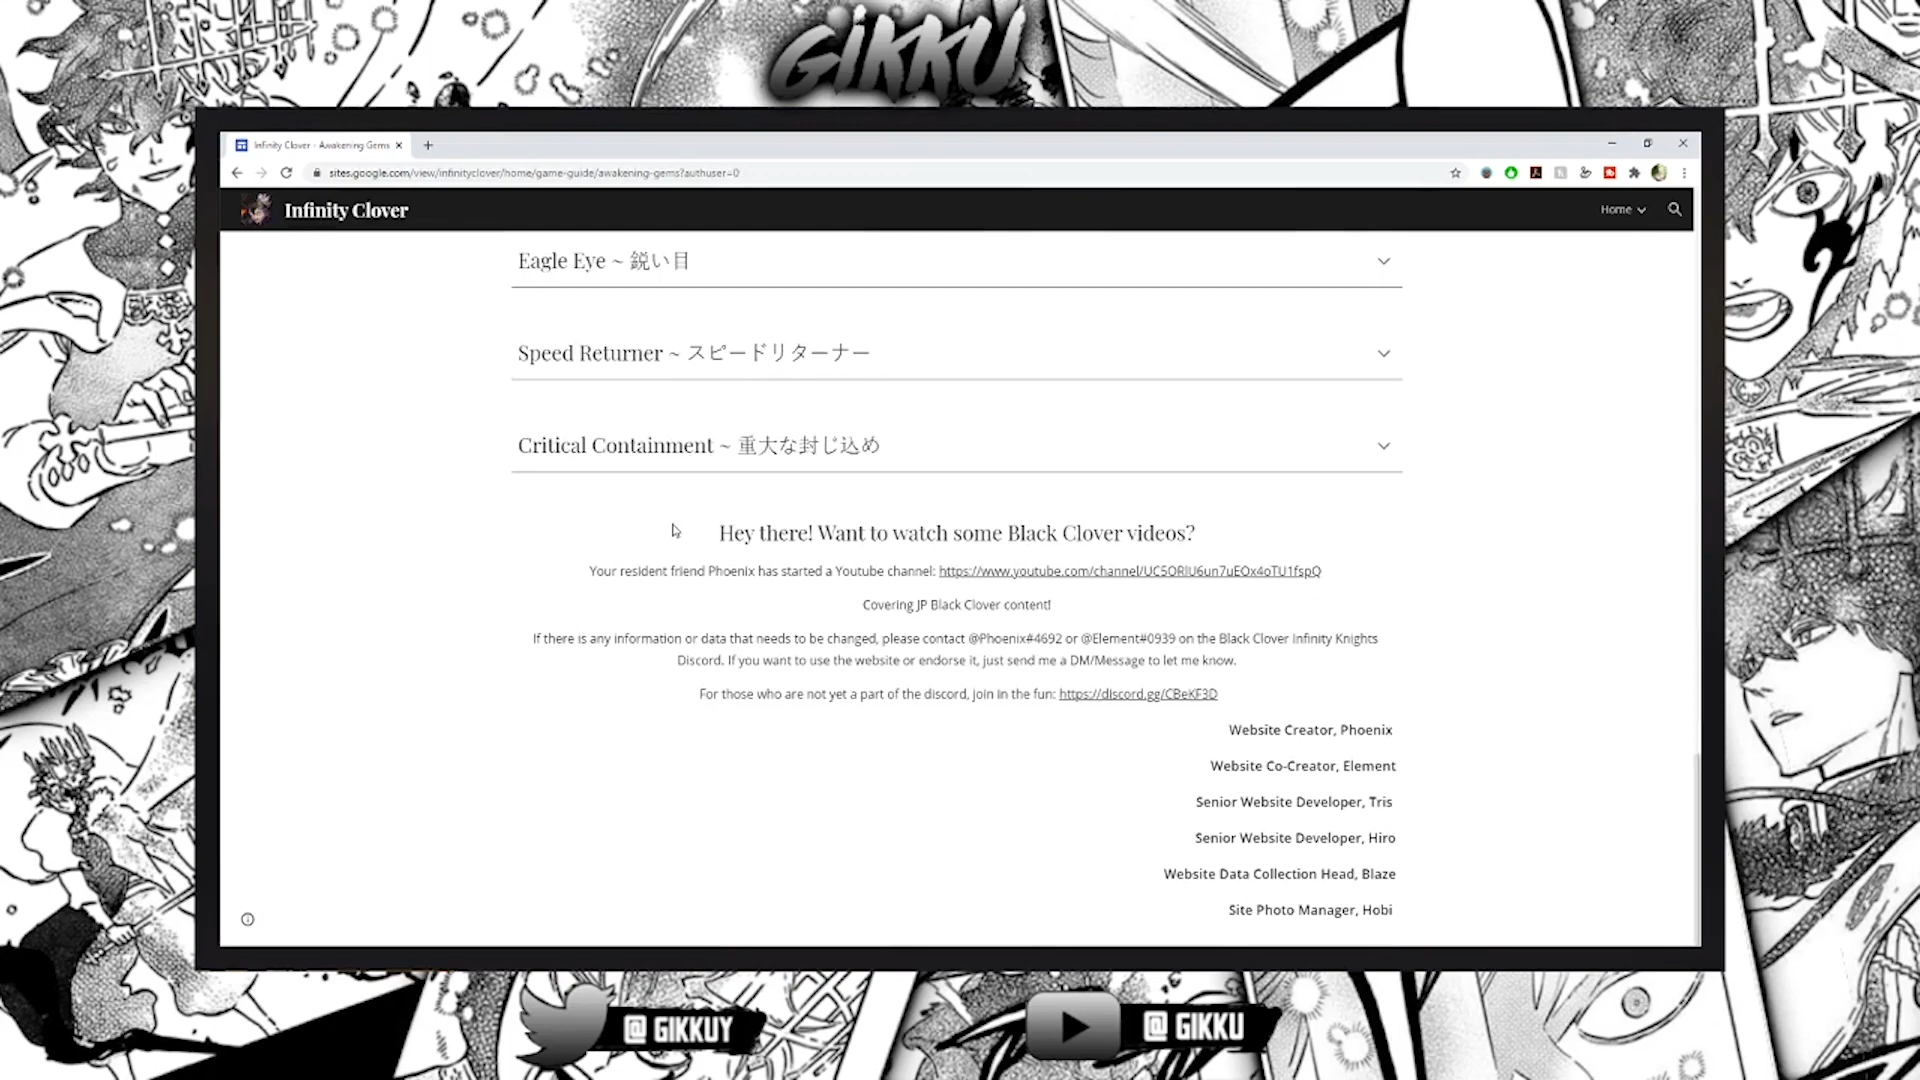 GIKKU
Infinity Clover - Awakening Gems
sites.google.com/view/infinityclover/home/game-guide/awakening-gems?authuser=0
Infinity Clover
Home
Eagle Eye ~ 鋭い目
Speed Returner ~ スピードリターナー
Critical Containment ~ 重大な封じ込め
Hey there! Want to watch some Black Clover videos?
Your resident friend Phoenix has started a Youtube channel: https://www.youtube.com/channel/UC5ORlU6un7uEOx4oTU1fspQ
Covering JP Black Clover content!
If there is any information or data that needs to be changed, please contact @Phoenix#4692 or @Element#0939 on the Black Clover Infinity Knights
Discord. If you want to use the website or endorse it, just send me a DM/Message to let me know.
For those who are not yet a part of the discord, join in the fun: https://discord.gg/CBeKF3D
Website Creator, Phoenix
Website Co-Creator, Element
Senior Website Developer, Tris
Senior Website Developer, Hiro
Website Data Collection Head, Blaze
Site Photo Manager, Hobi
@ GIKKUY
@ GIKKU